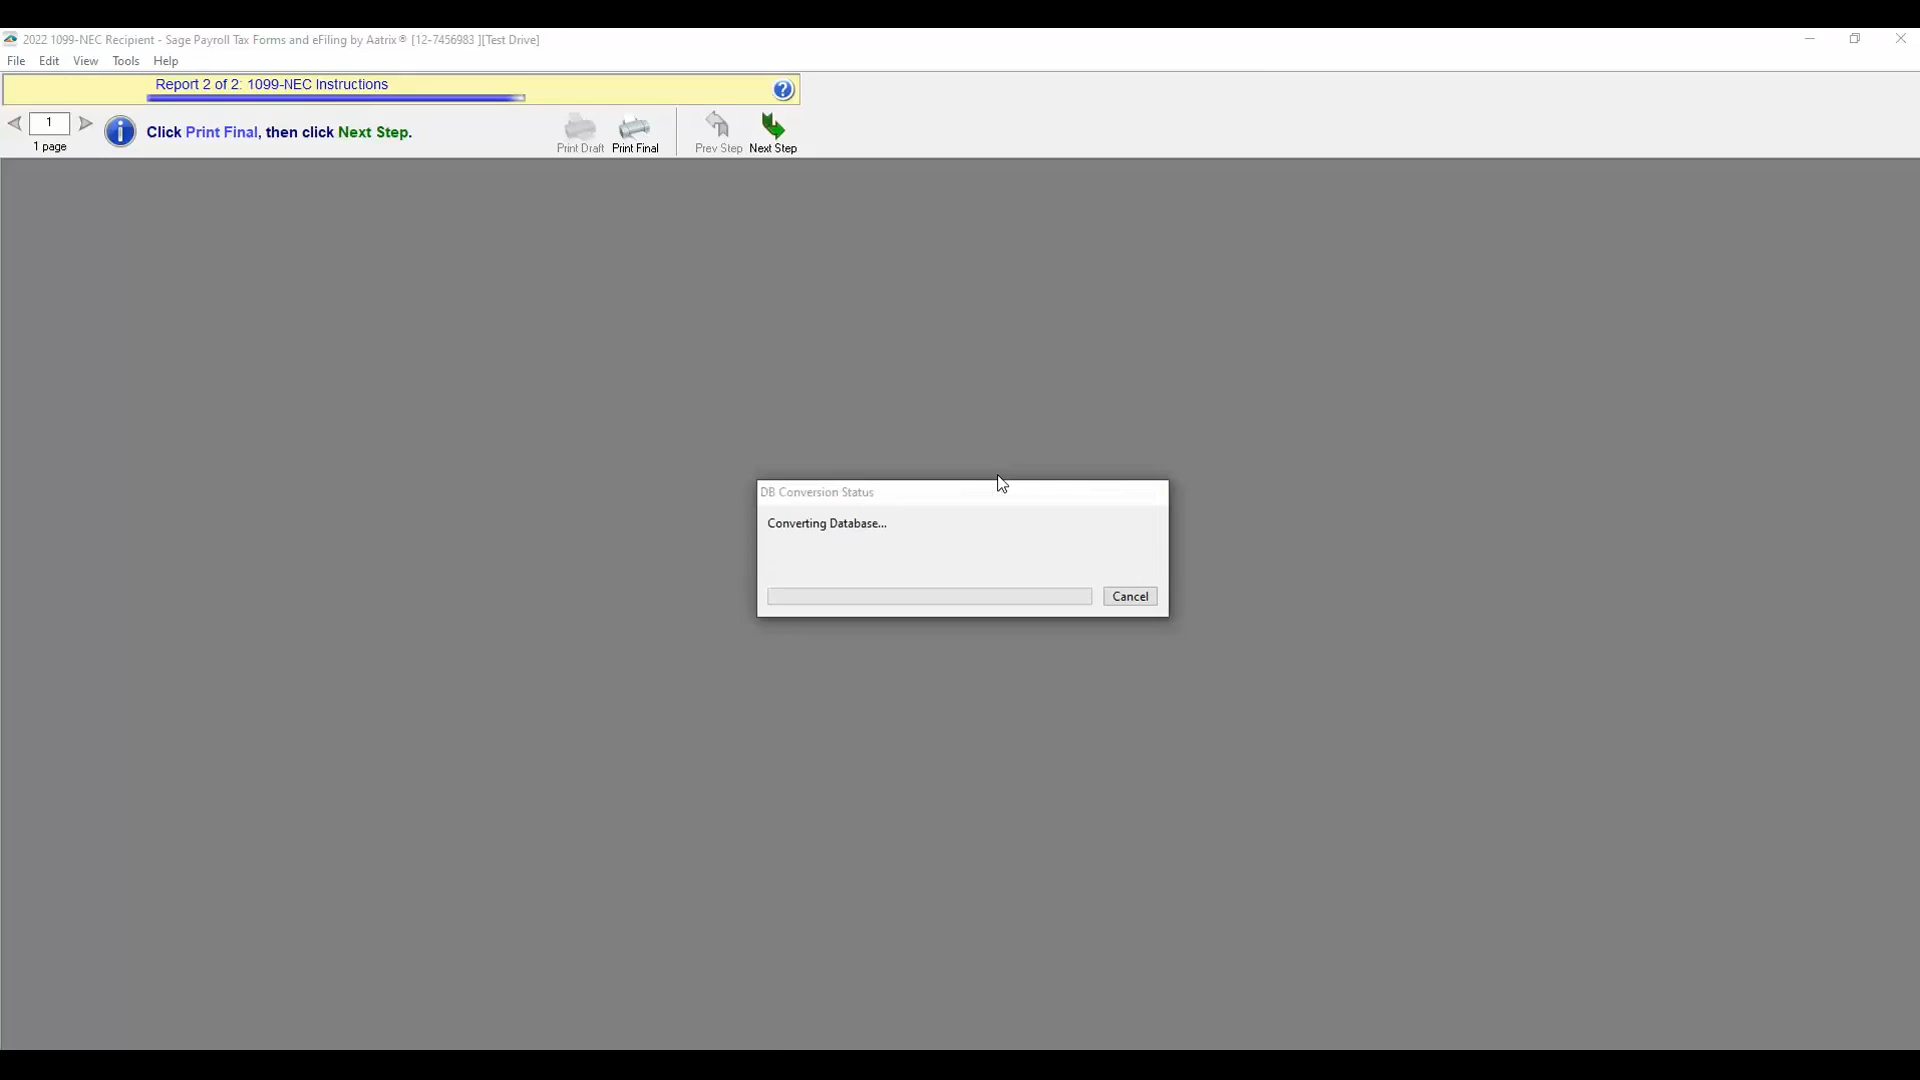 2022 1099-NEC Recipient - Sage Payroll Tax Forms and eFiling by Aatrix® [12-7456983 ][Test Drive]
File Edit View Tools Help
Report 2 of 2: 1099-NEC Instructions
1
1 page
Click Print Final, then click Next Step.
Print Draft Print Final Prev Step Next Step
DB Conversion Status
Converting Database...
Cancel